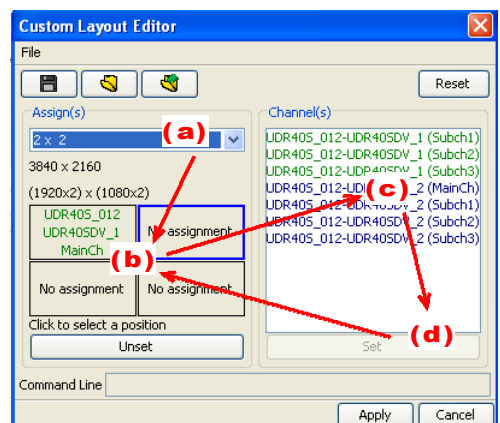 Custom Layout Editor
File
Reset
Assign(s)
Channel(s)
2 x 2
(a)
3840 x 2160
(1920x2) x (1080x2)
UDR40S_012
UDR40SDV_1
MainCh
No assignment
(b)
No assignment
No assignment
Click to select a position
Unset
UDR40S_012-UDR40SDV_1 (Subch1)
UDR40S_012-UDR40SDV_1 (Subch2)
UDR40S_012-UDR40SDV_1 (Subch3)
UDR40S_012-UDR40SDV_2 (MainCh)
(c)
UDR40S_012-UDR40SDV_2 (Subch1)
UDR40S_012-UDR40SDV_2 (Subch2)
UDR40S_012-UDR40SDV_2 (Subch3)
(d)
Set
Command Line
Apply
Cancel